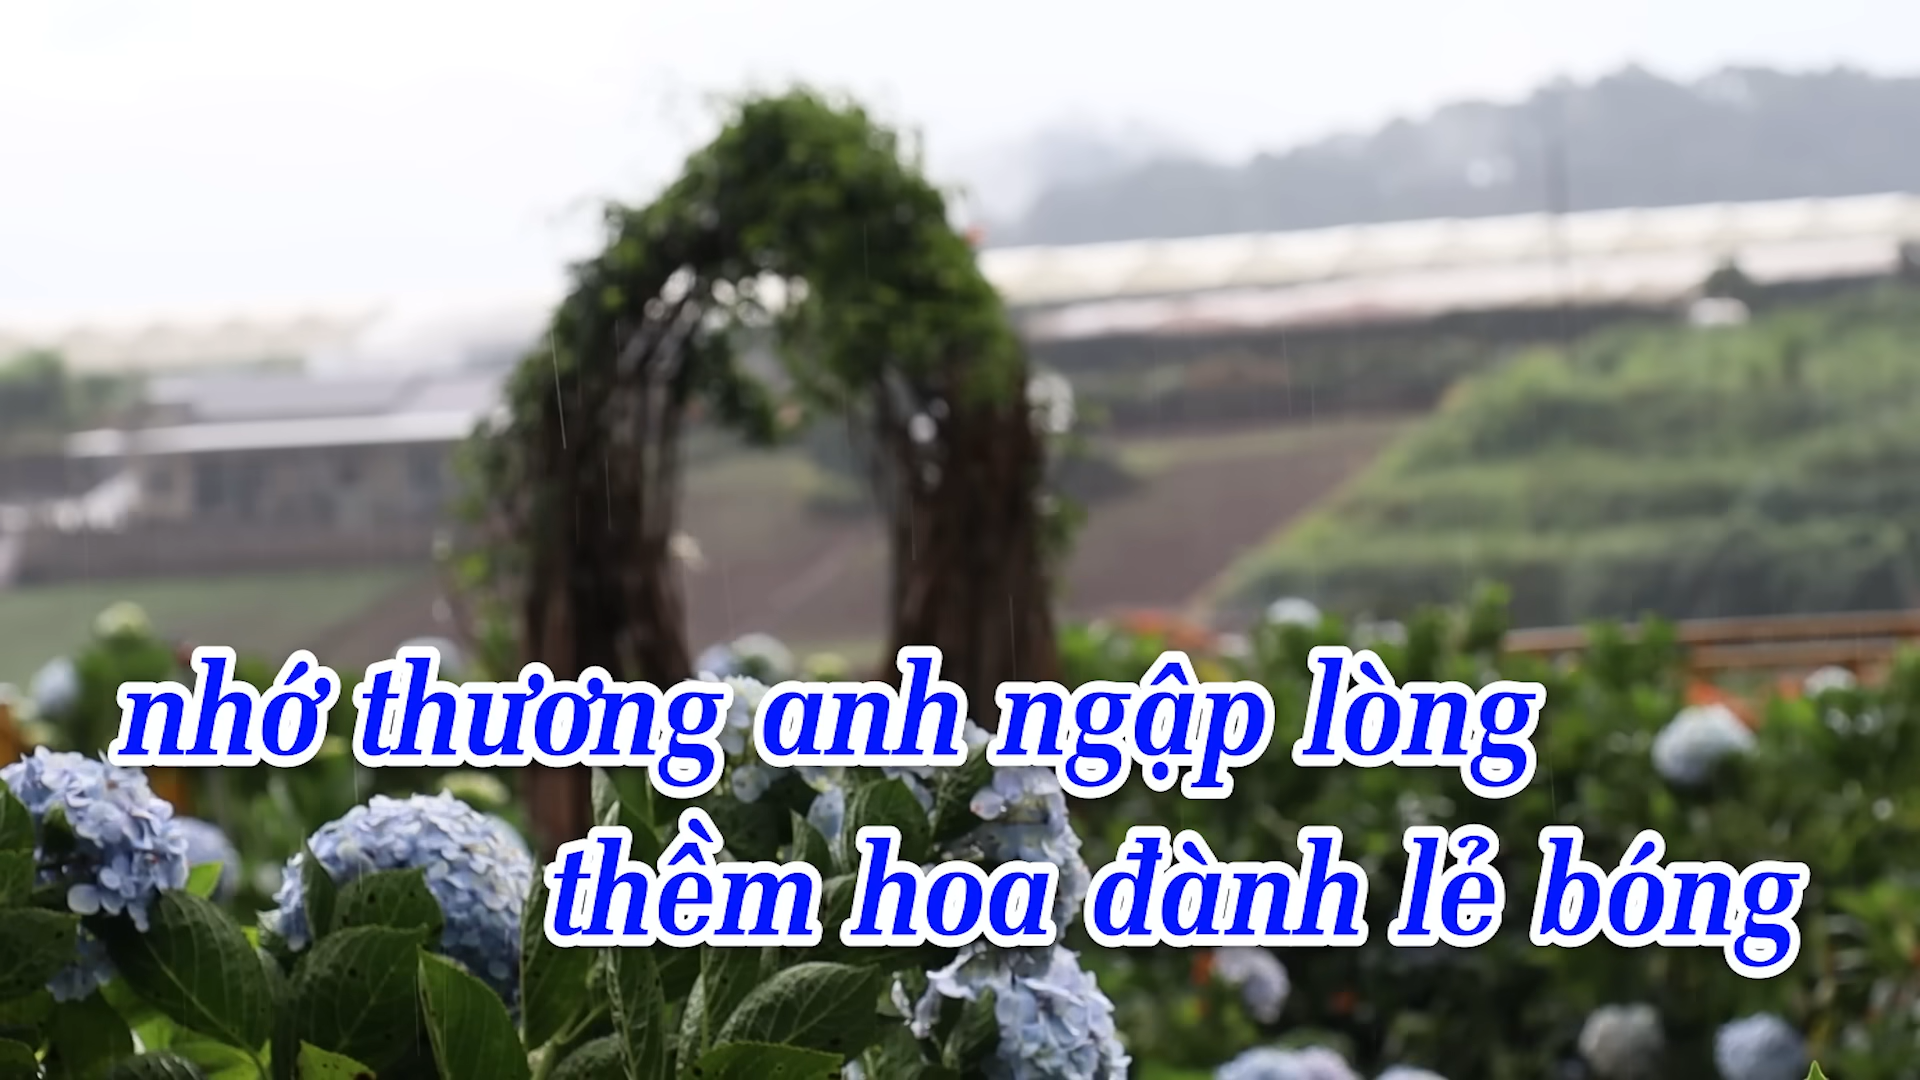 nhớ thương anh ngập lòng
thềm hoa đành lẻ bóng